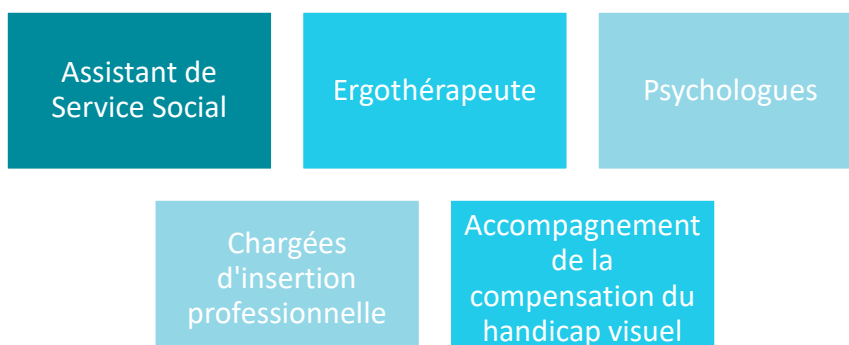 Assistant de
Service Social
Ergothérapeute
Psychologues
Chargées
d'insertion
professionnelle
Accompagnement
de la
compensation du
handicap visuel